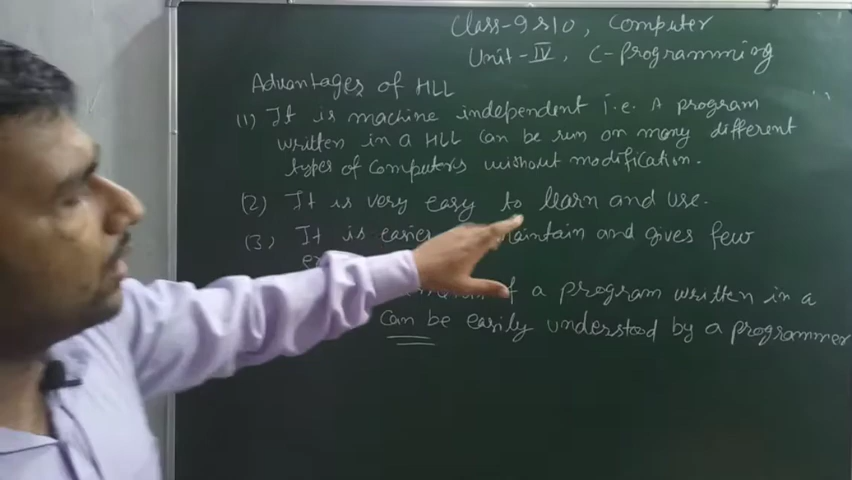 Class-9 & 10, Computer
Unit-IV, C-Programming
Advantages of HLL
(1) It is machine independent i.e. A program
written in a HLL can be run on many different
types of Computers without modification.
(2) It is very easy to learn and use.
(3) It is easier maintain and gives few
of a program written in a
can be easily understood by a programmer